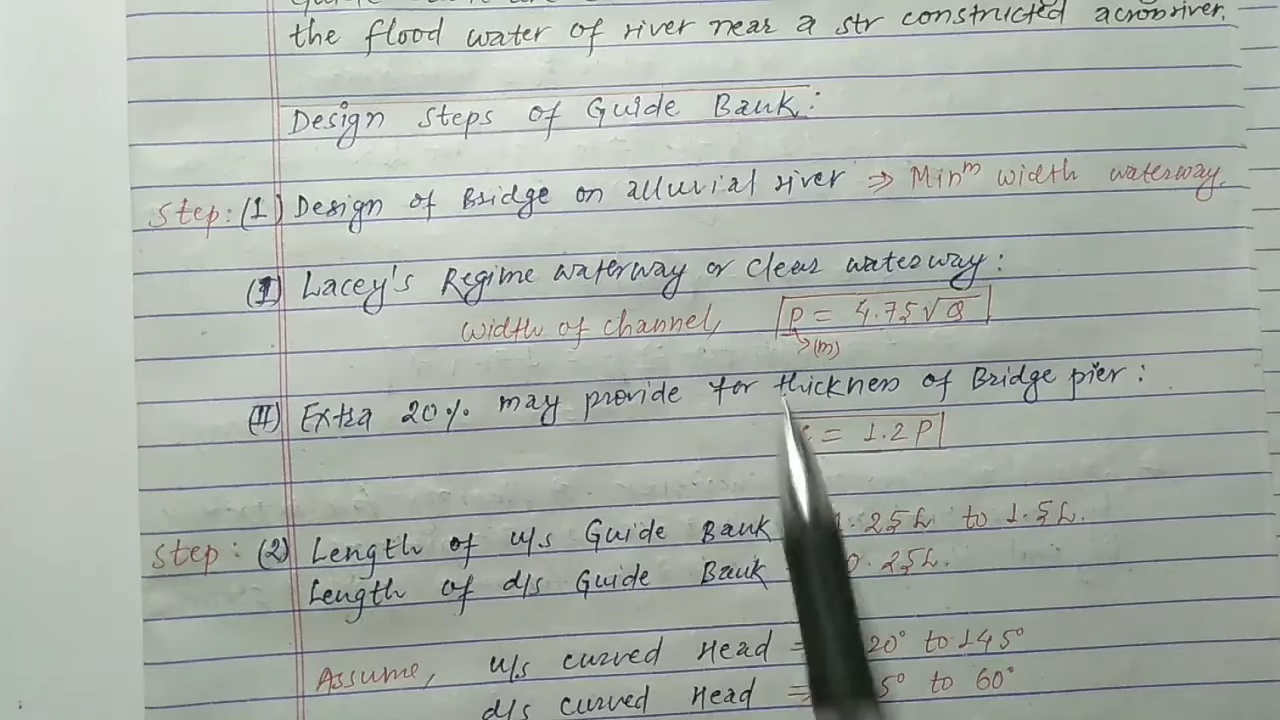 the flood water of river near a str constructed across river.
Design Steps of Guide Bank:
Step: (1) Design of Bridge on alluvial river ⇒ Minᵐ width waterway.
(I) Lacey's Regime waterway or clear waterway:
width of channel, P = 4.75√Q
(m)
(II) Extra 20% may provide for thickness of Bridge pier:
= 1.2P
Step: (2) Length of u/s Guide Bank 1.25L to 1.5L.
Length of d/s Guide Bank 0.25L.
Assume, u/s curved Head = 20° to 145°
d/s curved Head ⇒ 5° to 60°